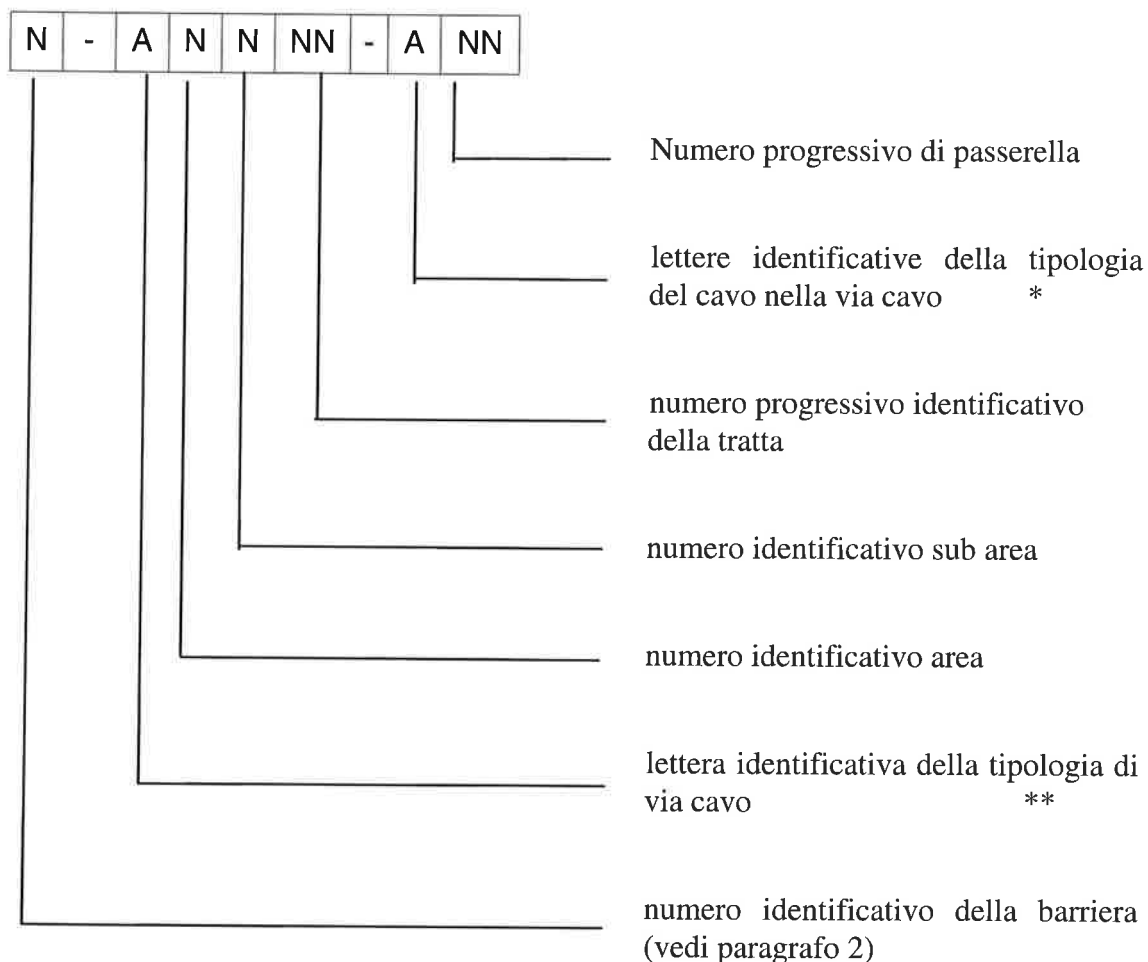 N - A N N NN - A NN
Numero progressivo di passerella
lettere identificative della tipologia
del cavo nella via cavo *
numero progressivo identificativo
della tratta
numero identificativo sub area
numero identificativo area
lettera identificativa della tipologia di
via cavo **
numero identificativo della barriera
(vedi paragrafo 2)